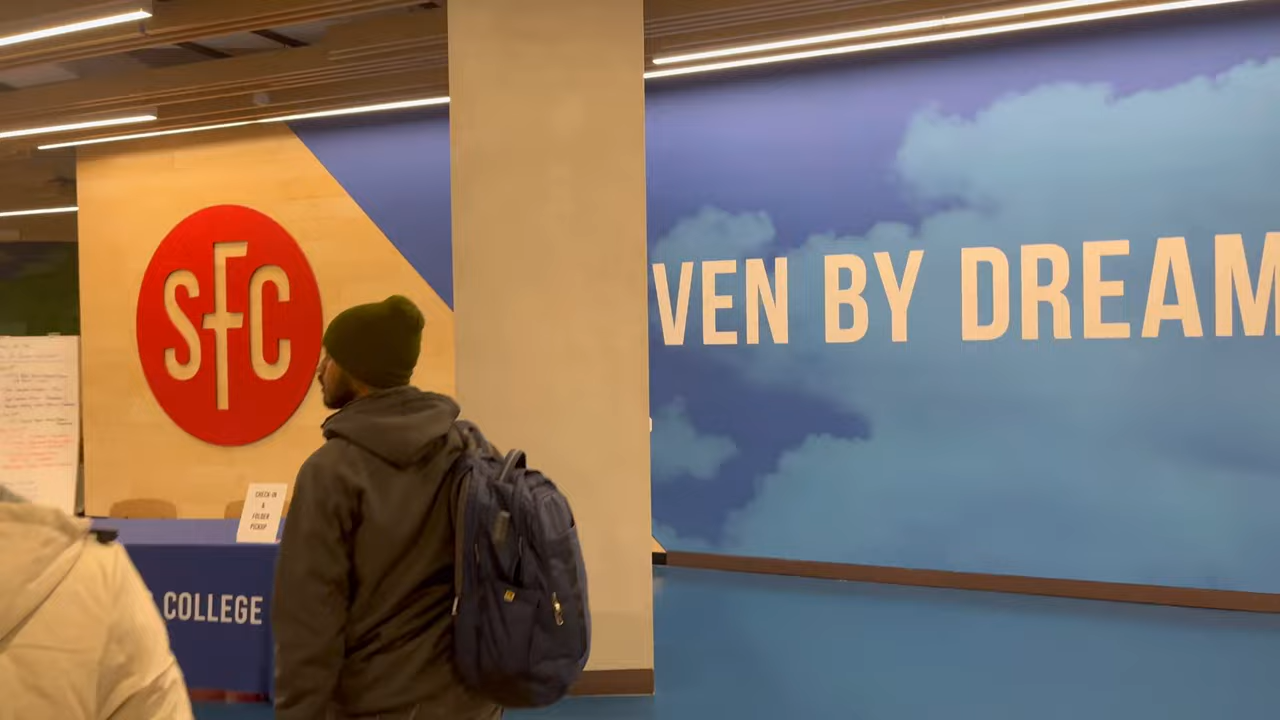 SFC
VEN BY DREAM
CHECK-IN
&
FOLDER
PICKUP
COLLEGE